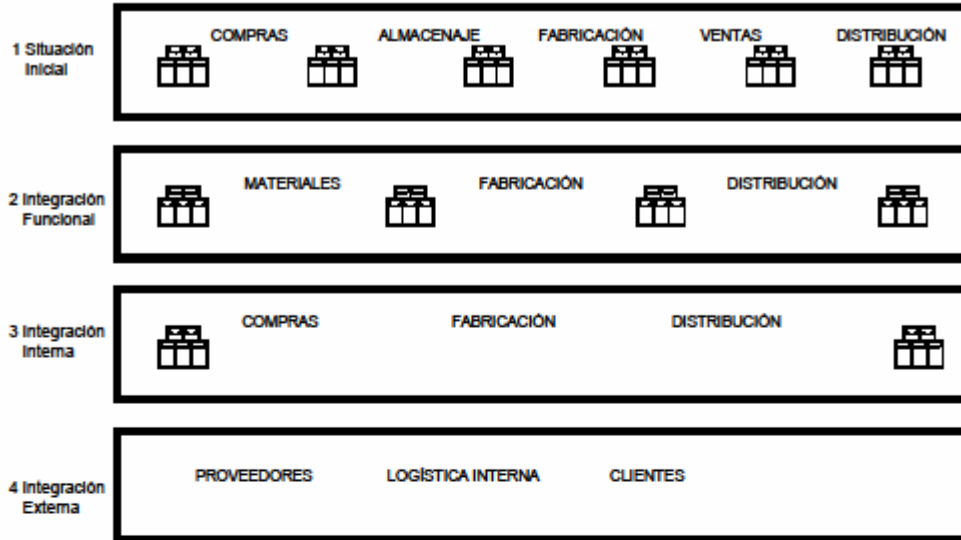 1 Situación
Inicial
COMPRAS ALMACENAJE FABRICACIÓN VENTAS DISTRIBUCIÓN
2 Integración
Funcional
MATERIALES FABRICACIÓN DISTRIBUCIÓN
3 Integración
Interna
COMPRAS FABRICACIÓN DISTRIBUCIÓN
4 Integración
Externa
PROVEEDORES LOGÍSTICA INTERNA CLIENTES